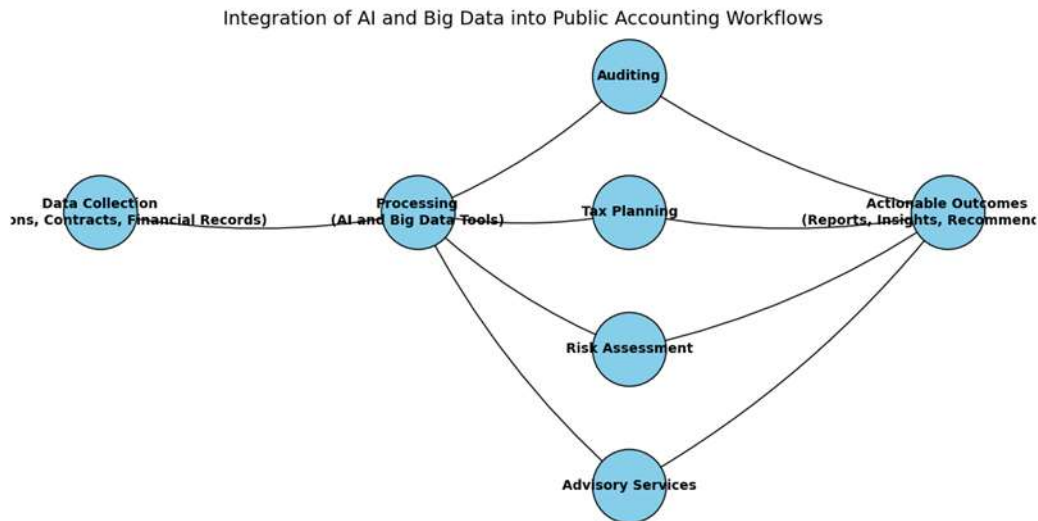 Integration of AI and Big Data into Public Accounting Workflows
Auditing
Data Collection
Contracts, Financial Records)
Processing
(AI and Big Data Tools)
Tax Planning
Actionable Outcomes
(Reports, Insights,
Risk Assessment
Advisory Services